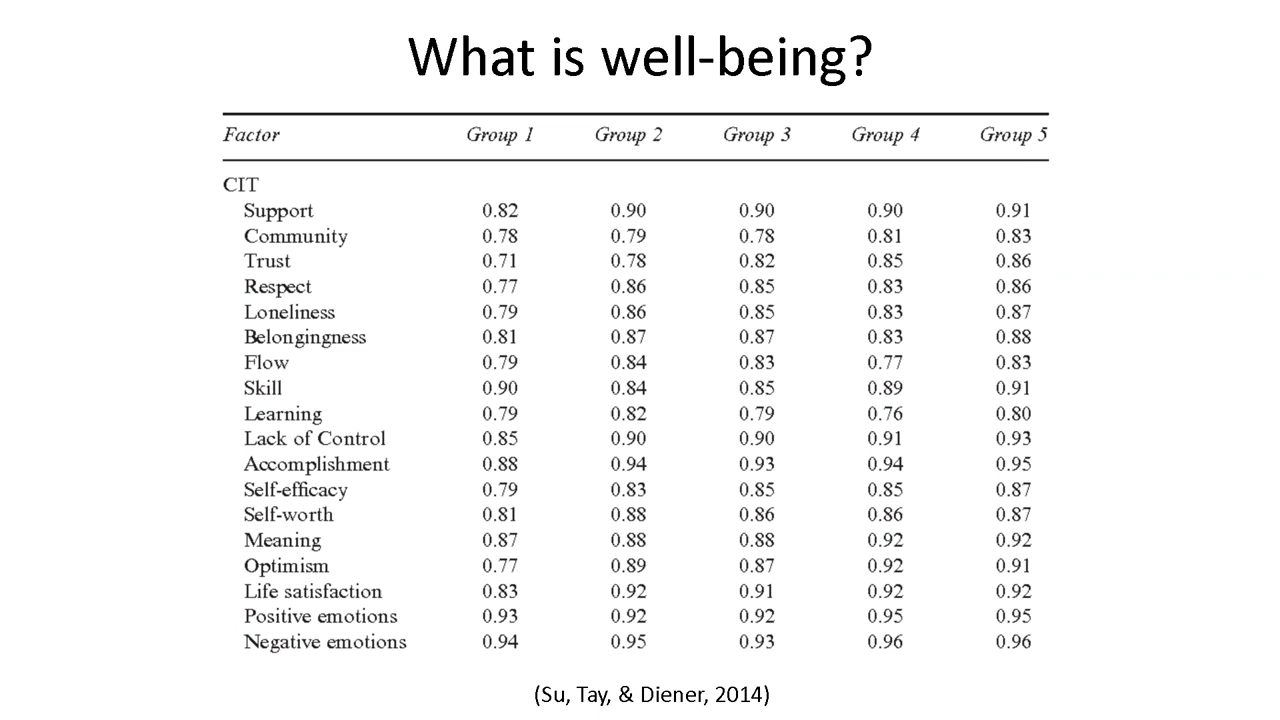 What is well-being?
Factor Group 1 Group 2 Group 3 Group 4 Group 5
CIT
Support 0.82 0.90 0.90 0.90 0.91
Community 0.78 0.79 0.78 0.81 0.83
Trust 0.71 0.78 0.82 0.85 0.86
Respect 0.77 0.86 0.85 0.83 0.86
Loneliness 0.79 0.86 0.85 0.83 0.87
Belongingness 0.81 0.87 0.87 0.83 0.88
Flow 0.79 0.84 0.83 0.77 0.83
Skill 0.90 0.84 0.85 0.89 0.91
Learning 0.79 0.82 0.79 0.76 0.80
Lack of Control 0.85 0.90 0.90 0.91 0.93
Accomplishment 0.88 0.94 0.93 0.94 0.95
Self-efficacy 0.79 0.83 0.85 0.85 0.87
Self-worth 0.81 0.88 0.86 0.86 0.87
Meaning 0.87 0.88 0.88 0.92 0.92
Optimism 0.77 0.89 0.87 0.92 0.91
Life satisfaction 0.83 0.92 0.91 0.92 0.92
Positive emotions 0.93 0.92 0.92 0.95 0.95
Negative emotions 0.94 0.95 0.93 0.96 0.96
(Su, Tay, & Diener, 2014)